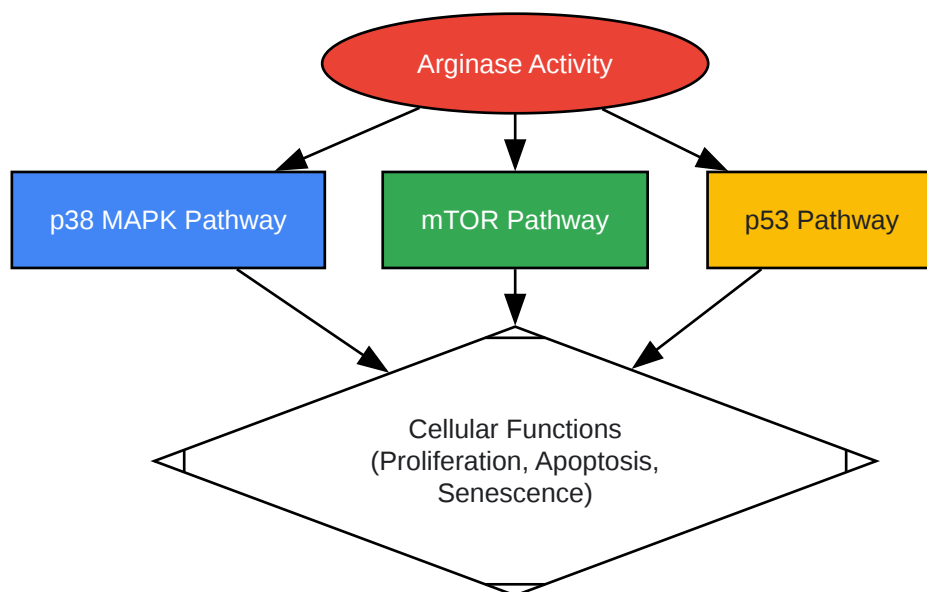 Arginase Activity
p38 MAPK Pathway
mTOR Pathway
p53 Pathway
Cellular Functions
(Proliferation, Apoptosis,
Senescence)